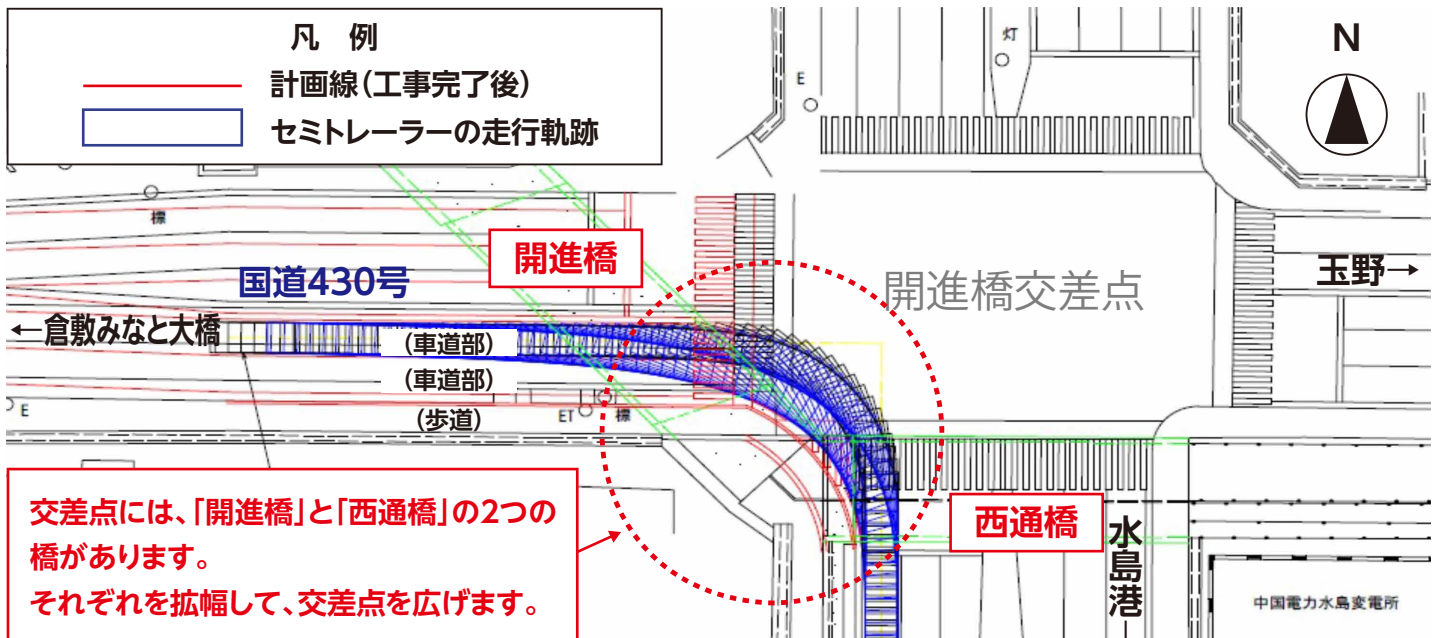 凡 例
計画線(工事完了後)
セミトレーラーの走行軌跡
灯
E
N
標
開進橋
国道430号
開進橋交差点
玉野→
←倉敷みなと大橋
(車道部)
(車道部)
(歩道)
E
ET
標
交差点には、「開進橋」と「西通橋」の2つの
橋があります。
それぞれを拡幅して、交差点を広げます。
西通橋
水島港
中国電力水島変電所